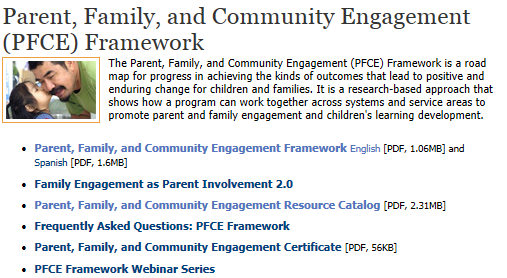 Parent, Family, and Community Engagement
(PFCE) Framework
The Parent, Family, and Community Engagement (PFCE) Framework is a road
map for progress in achieving the kinds of outcomes that lead to positive and
enduring change for children and families. It is a research-based approach that
shows how a program can work together across systems and service areas to
promote parent and family engagement and children's learning development.
• Parent, Family, and Community Engagement Framework English [PDF, 1.06MB] and
Spanish [PDF, 1.6MB]
• Family Engagement as Parent Involvement 2.0
• Parent, Family, and Community Engagement Resource Catalog [PDF, 2.31MB]
• Frequently Asked Questions: PFCE Framework
• Parent, Family, and Community Engagement Certificate [PDF, 56KB]
• PFCE Framework Webinar Series